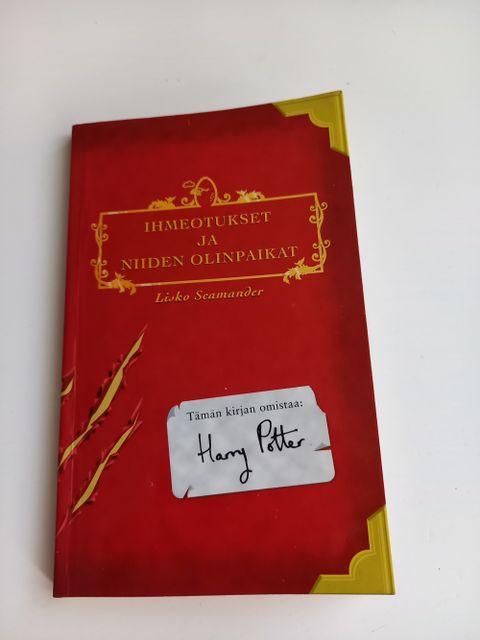 IHMEOTUKSET
JA
NIIDEN OLINPAIKAT
Lisko Scamander
Tämän kirjan omistaa:
Harry Potter